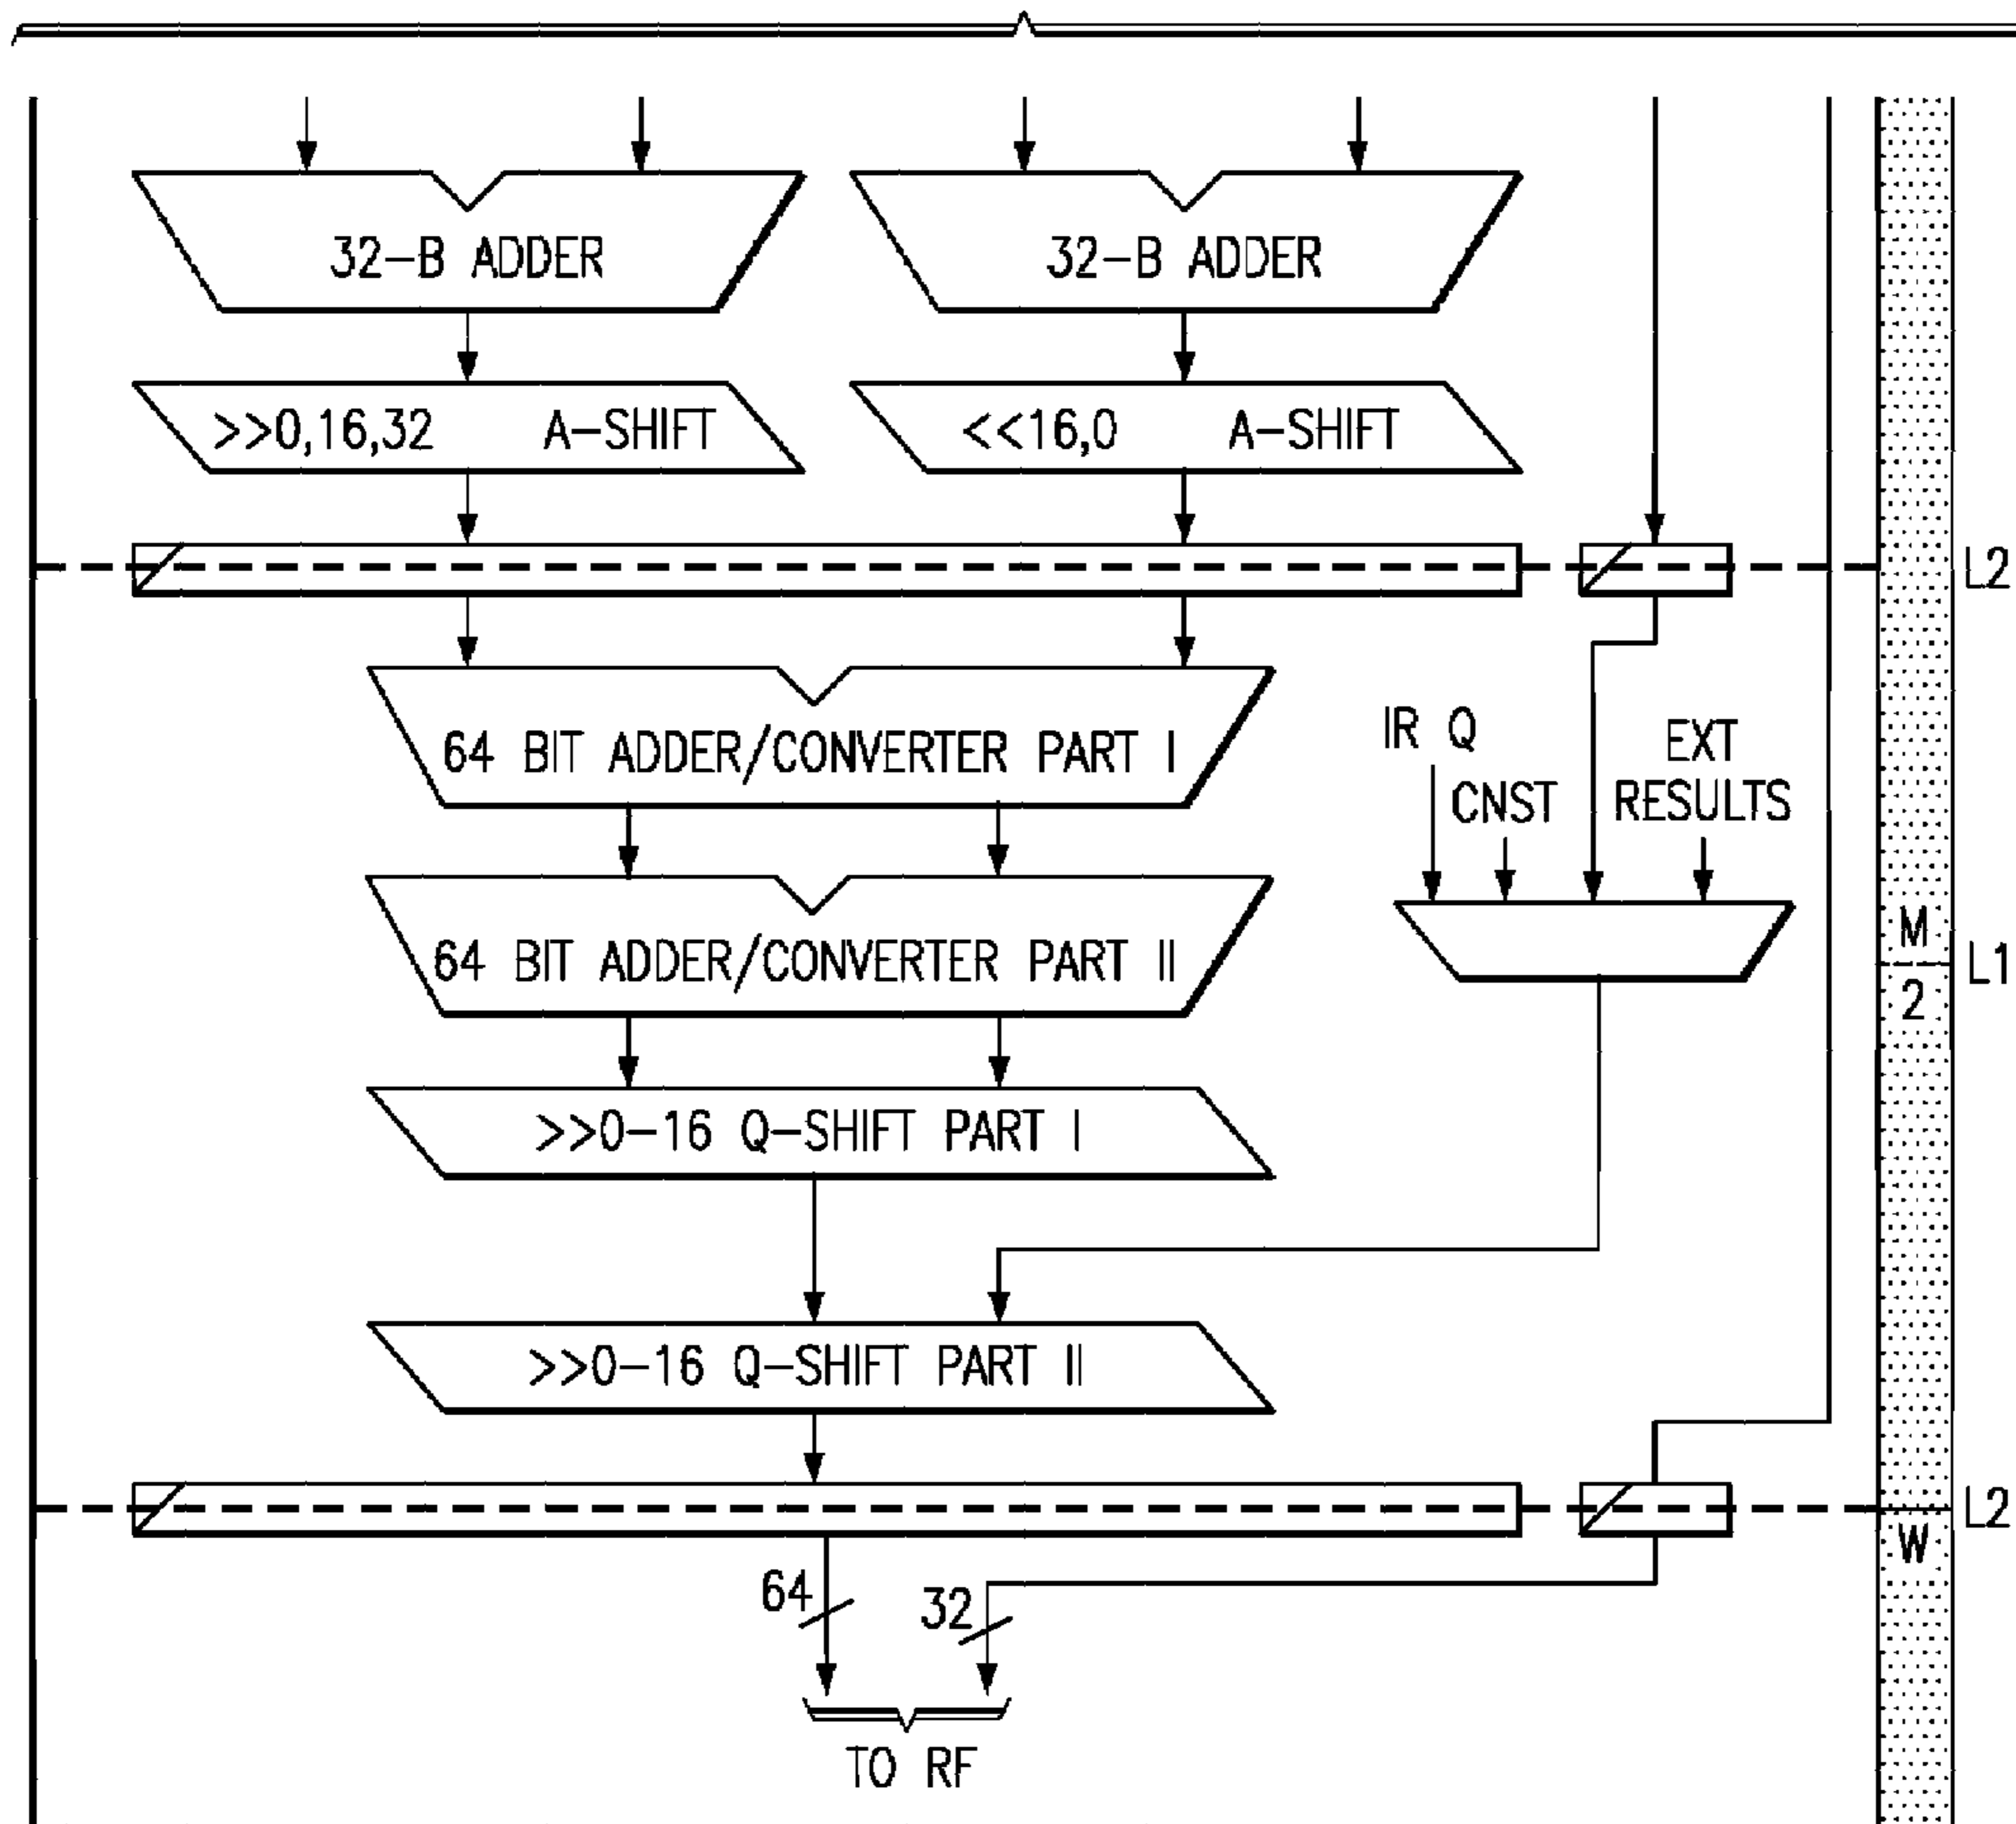 32-B ADDER
32-B ADDER
>>0,16,32 A-SHIFT
<<16,0 A-SHIFT
L2
64 BIT ADDER/CONVERTER PART I
IR Q
CNST
EXT
RESULTS
64 BIT ADDER/CONVERTER PART II
M
2
L1
>>0-16 Q-SHIFT PART I
>>0-16 Q-SHIFT PART II
L2
W
64
32
TO RF